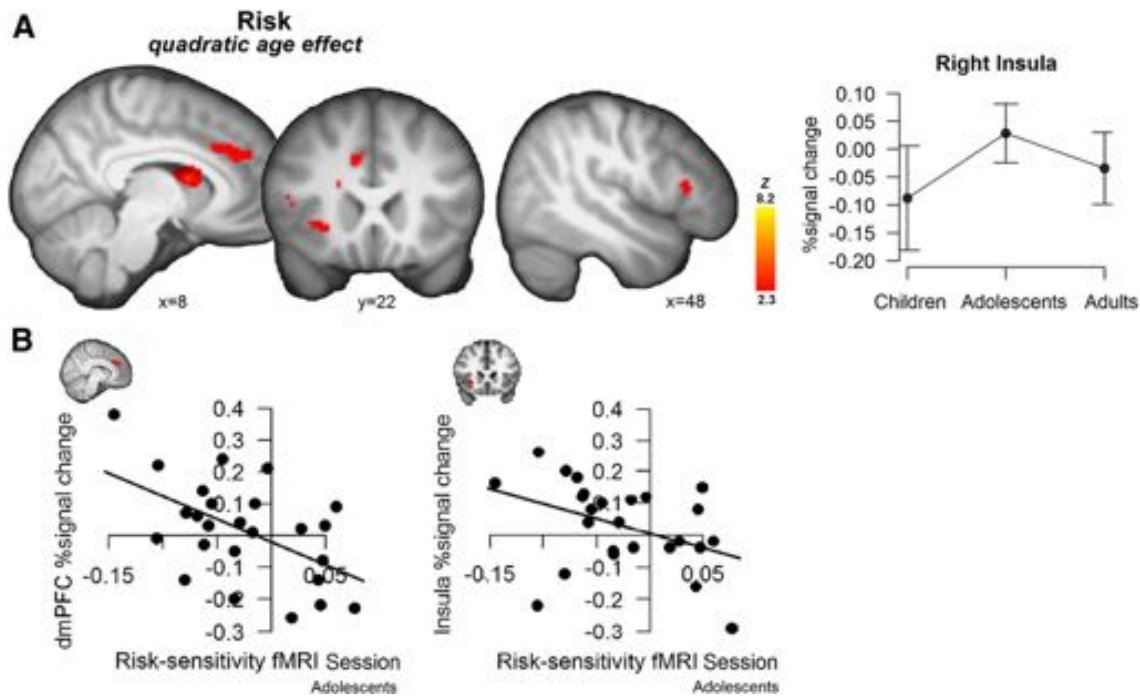 A
Risk
quadratic age effect
x=8
y=22
x=48
Z
8.2
2.3
Right Insula
%signal change
0.10
0.05
0.00
-0.05
-0.10
-0.15
-0.20
Children Adolescents Adults
B
dmPFC %signal change
0.4
0.3
0.2
0.1
-0.1
-0.2
-0.3
-0.15
0.05
Risk-sensitivity fMRI Session
Adolescents
Insula %signal change
0.4
0.3
0.2
0.1
-0.1
-0.2
-0.3
-0.15
0.05
Risk-sensitivity fMRI Session
Adolescents